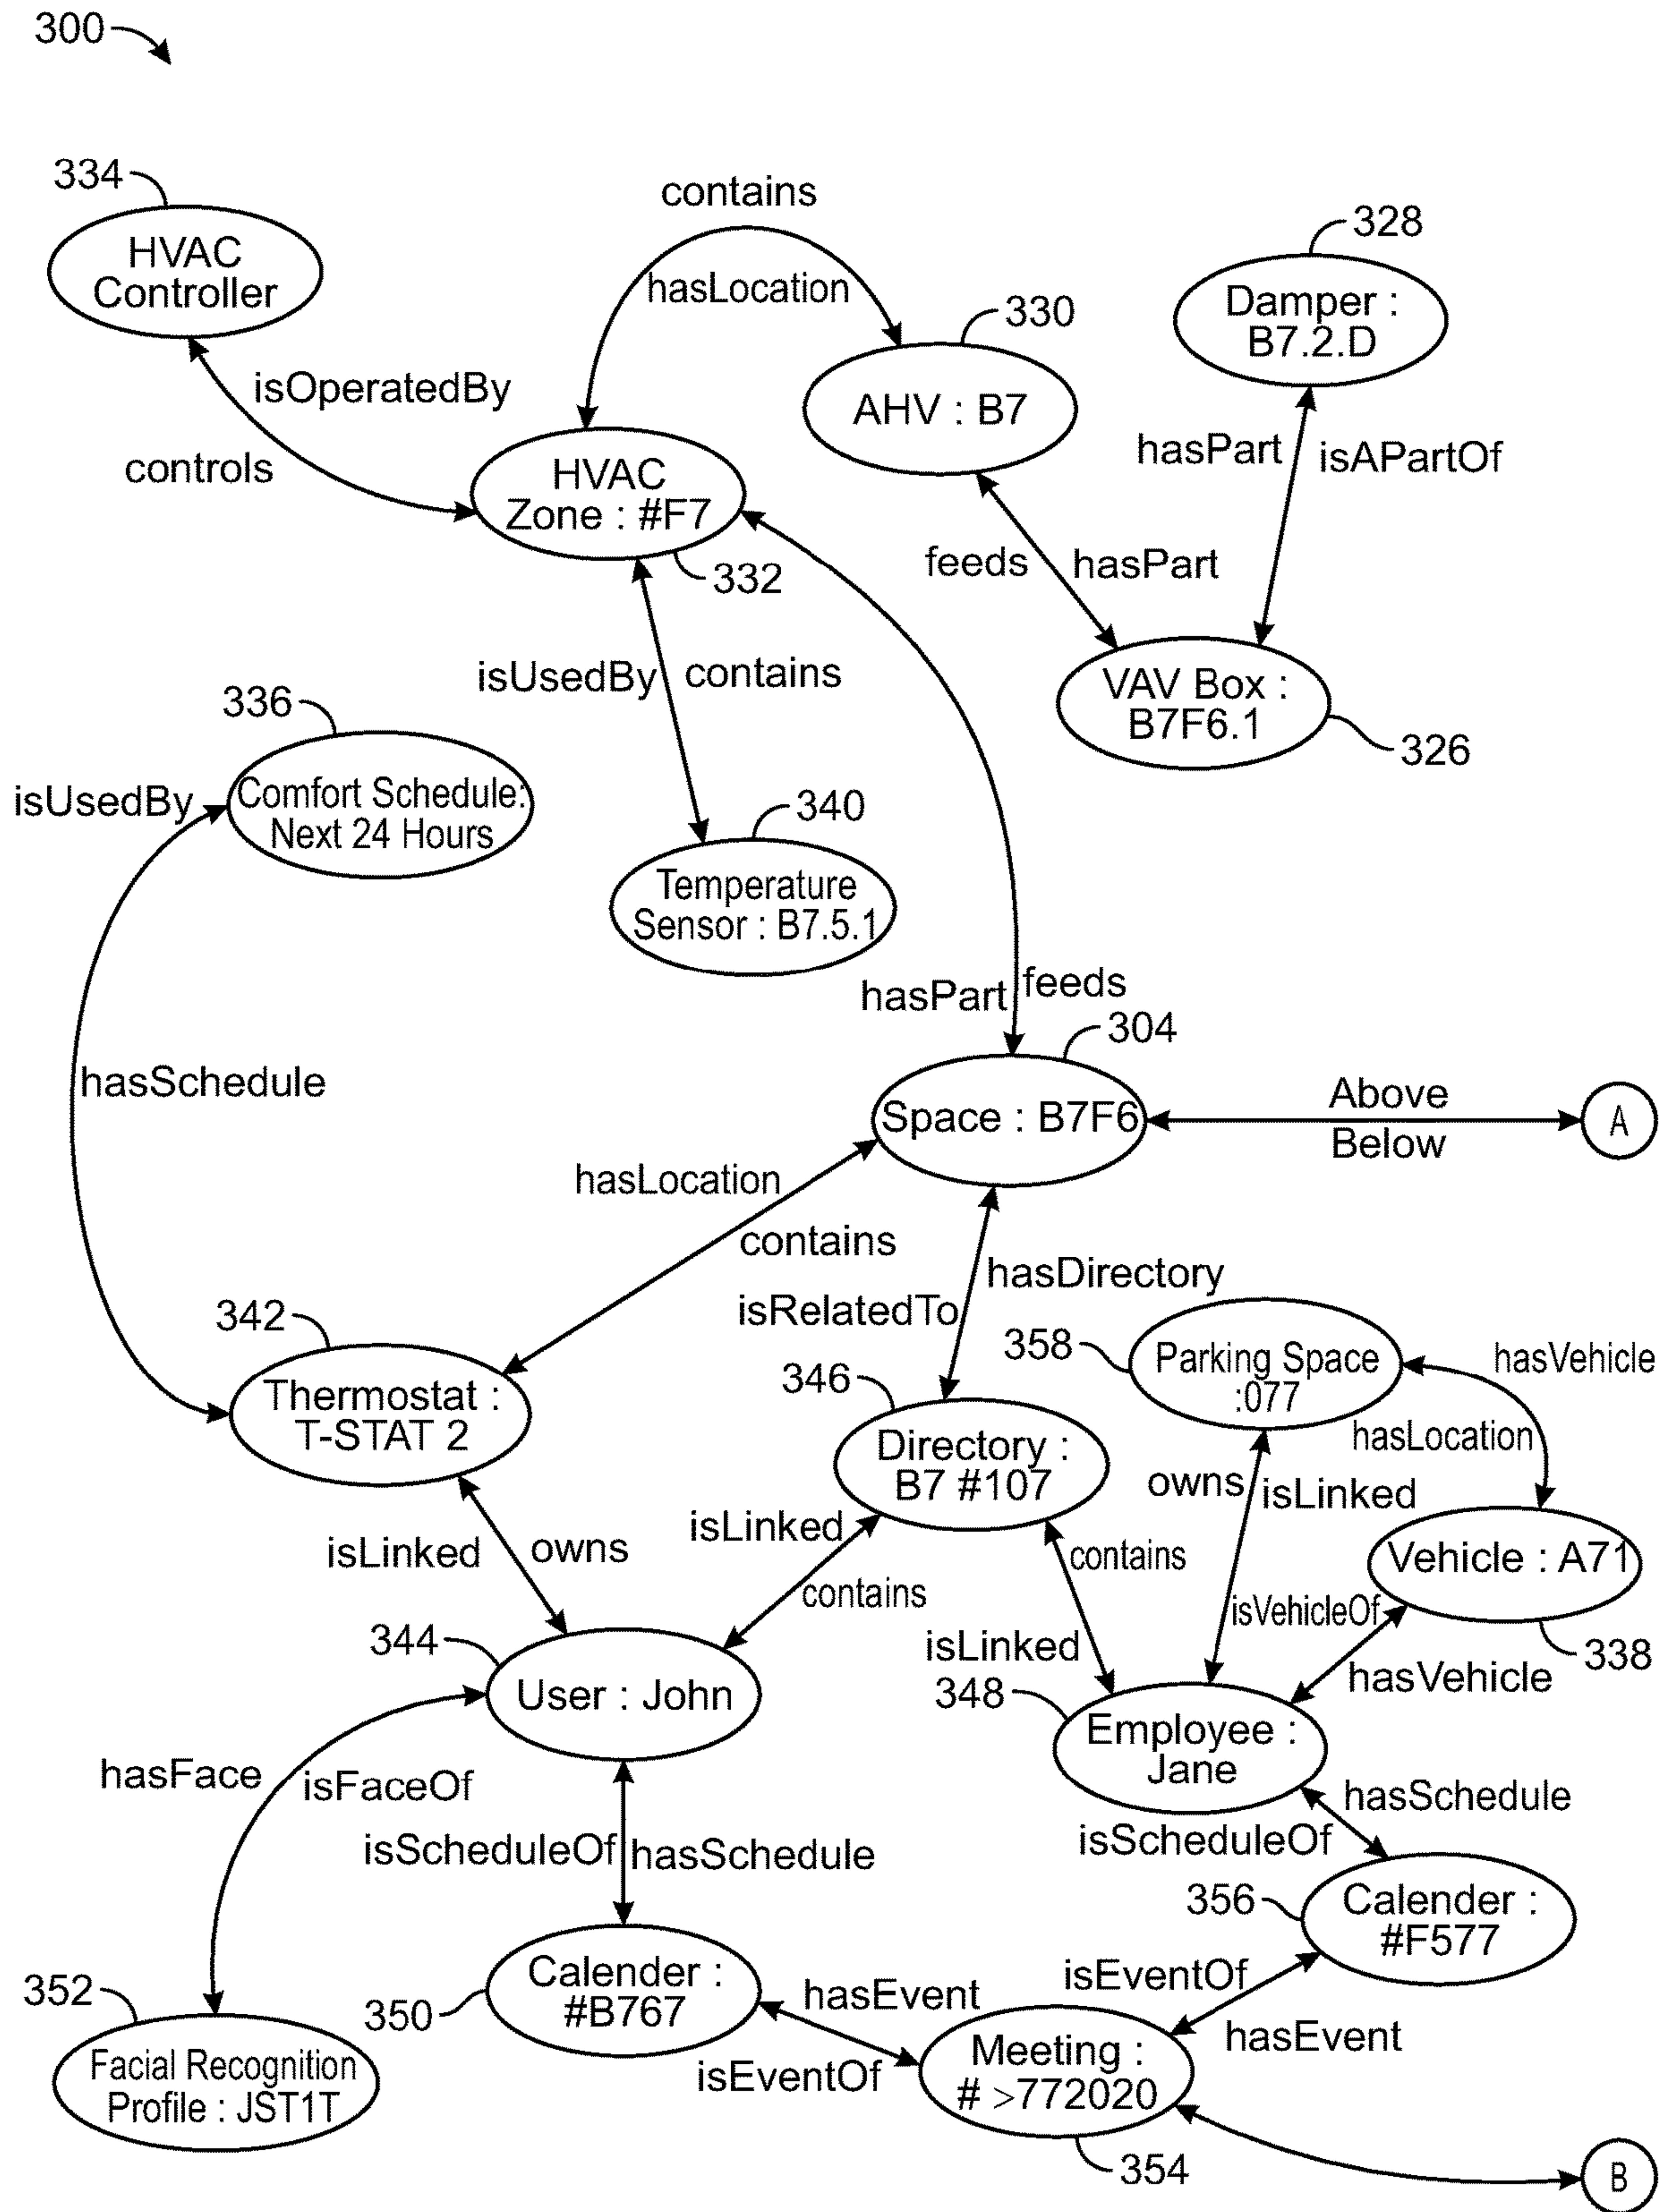 300
334
contains
328
HVAC
Controller
hasLocation
330
Damper :
B7.2.D
isOperatedBy
AHV : B7
controls
hasPart
isAPartOf
HVAC
Zone : #F7
332
feeds
hasPart
isUsedBy
contains
VAV Box :
B7F6.1
326
336
isUsedBy
Comfort Schedule:
Next 24 Hours
340
Temperature
Sensor : B7.5.1
hasPart
feeds
304
hasSchedule
Space : B7F6
Above
Below
A
hasLocation
contains
hasDirectory
isRelatedTo
342
358
Parking Space
:077
hasVehicle
346
Thermostat :
T-STAT 2
hasLocation
Directory :
B7 #107
owns
isLinked
isLinked
owns
isLinked
contains
Vehicle : A71
contains
isVehicleOf
344
isLinked
338
hasVehicle
348
User : John
Employee :
Jane
hasFace
isFaceOf
hasSchedule
isScheduleOf
isScheduleOf
hasSchedule
356
Calender :
#F577
352
350
Calender :
#B767
isEventOf
hasEvent
hasEvent
isEventOf
Facial Recognition
Profile : JST1T
Meeting :
# >772020
354
B